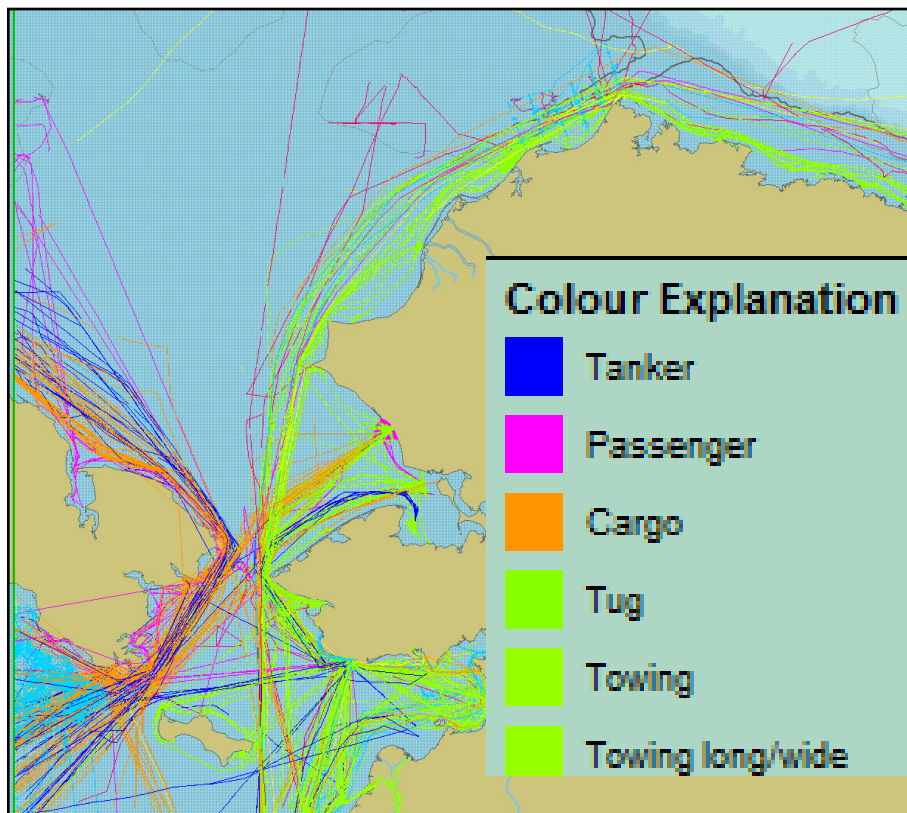 Colour Explanation
Tanker
Passenger
Cargo
Tug
Towing
Towing long/wide